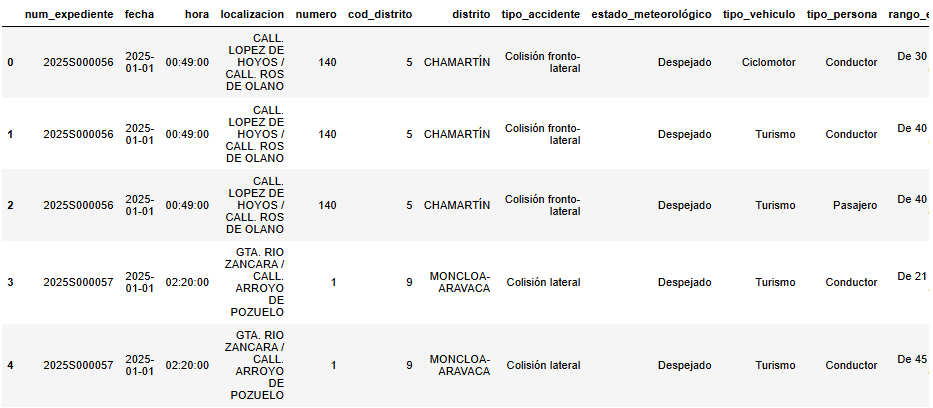 num_expediente fecha hora localizacion numero cod_distrito distrito tipo_accidente estado_meteorológico tipo_vehiculo tipo_persona
CALL.
LOPEZ DE
HOYOS /
CALL. ROS
DE OLANO
0 2025S000056 2025-
01-01 00:49:00 140 5 CHAMARTÍN Colisión fronto-
lateral Despejado Ciclomotor Conductor De 30
CALL.
LOPEZ DE
HOYOS /
CALL. ROS
DE OLANO
1 2025S000056 2025-
01-01 00:49:00 140 5 CHAMARTÍN Colisión fronto-
lateral Despejado Turismo Conductor De 40
CALL.
LOPEZ DE
HOYOS /
CALL. ROS
DE OLANO
2 2025S000056 2025-
01-01 00:49:00 140 5 CHAMARTÍN Colisión fronto-
lateral Despejado Turismo Pasajero De 40
GTA. RIO
ZANCARA /
CALL.
ARROYO
DE
POZUELO
3 2025S000057 2025-
01-01 02:20:00 1 9 MONCLOA-
ARAVACA Colisión lateral Despejado Turismo Conductor De 21
GTA. RIO
ZANCARA /
CALL.
ARROYO
DE
POZUELO
4 2025S000057 2025-
01-01 02:20:00 1 9 MONCLOA-
ARAVACA Colisión lateral Despejado Turismo Conductor De 45